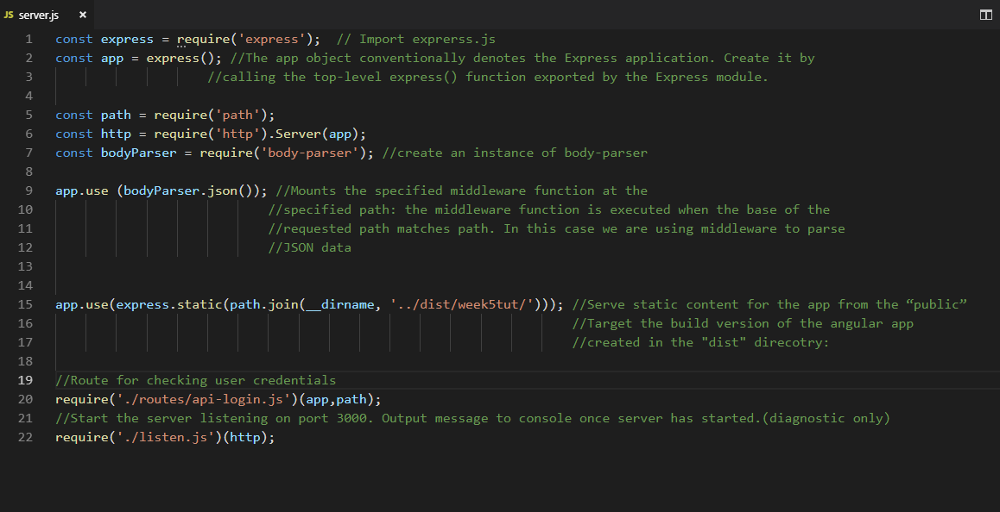 JS server.js ×
1 const express = require('express');  // Import exprerss.js
2 const app = express(); //The app object conventionally denotes the Express application. Create it by
3 //calling the top-level express() function exported by the Express module.
4
5 const path = require('path');
6 const http = require('http').Server(app);
7 const bodyParser = require('body-parser'); //create an instance of body-parser
8
9 app.use (bodyParser.json()); //Mounts the specified middleware function at the
10 //specified path: the middleware function is executed when the base of the
11 //requested path matches path. In this case we are using middleware to parse
12 //JSON data
13
14
15 app.use(express.static(path.join(__dirname, '../dist/week5tut/'))); //Serve static content for the app from the “public”
16 //Target the build version of the angular app
17 //created in the "dist" direcotry:
18
19 //Route for checking user credentials
20 require('./routes/api-login.js')(app,path);
21 //Start the server listening on port 3000. Output message to console once server has started.(diagnostic only)
22 require('./listen.js')(http);